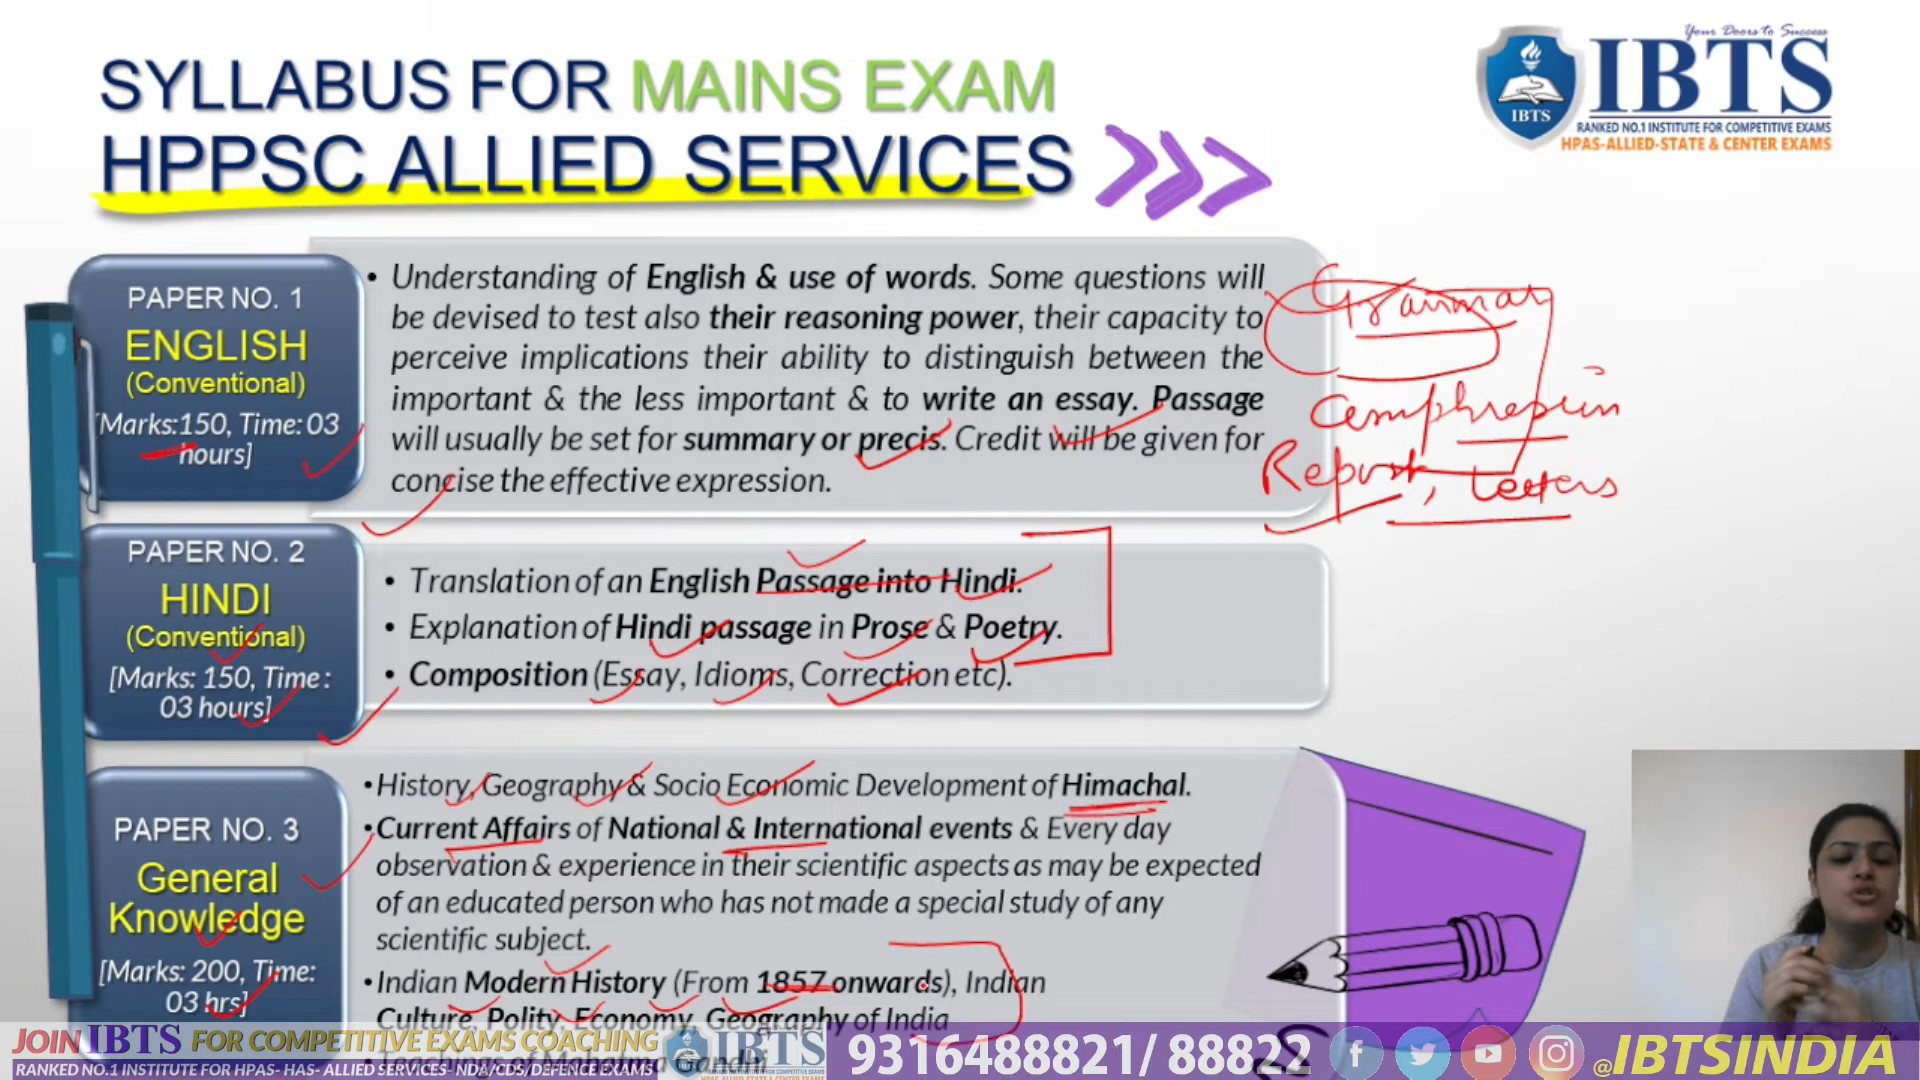 Your Doors to Success
IBTS
IBTS
RANKED NO.1 INSTITUTE FOR COMPETITIVE EXAMS
HPAS-ALLIED-STATE & CENTER EXAMS
SYLLABUS FOR MAINS EXAM
HPPSC ALLIED SERVICES
PAPER NO. 1
ENGLISH
(Conventional)
[Marks:150, Time: 03
hours]
• Understanding of English & use of words. Some questions will
be devised to test also their reasoning power, their capacity to
perceive implications their ability to distinguish between the
important & the less important & to write an essay. Passage
will usually be set for summary or precis. Credit will be given for
concise the effective expression.
Grammar
Report, letters
PAPER NO. 2
HINDI
(Conventional)
[Marks: 150, Time :
03 hours]
• Translation of an English Passage into Hindi.
• Explanation of Hindi passage in Prose & Poetry.
• Composition (Essay, Idioms, Correction etc).
PAPER NO. 3
General
Knowledge
[Marks: 200, Time:
03 hrs]
•History, Geography & Socio Economic Development of Himachal.
•Current Affairs of National & International events & Every day
observation & experience in their scientific aspects as may be expected
of an educated person who has not made a special study of any
scientific subject.
•Indian Modern History (From 1857 onwards), Indian
Culture, Polity, Economy, Geography of India
•Teachings of Mahatma Gandhi
JOIN IBTS FOR COMPETITIVE EXAMS COACHING
RANKED NO.1 INSTITUTE FOR HPAS- HAS- ALLIED SERVICES- NDA/CDS/DEFENCE EXAMS
IBTS
9316488821/ 88822
@IBTSINDIA